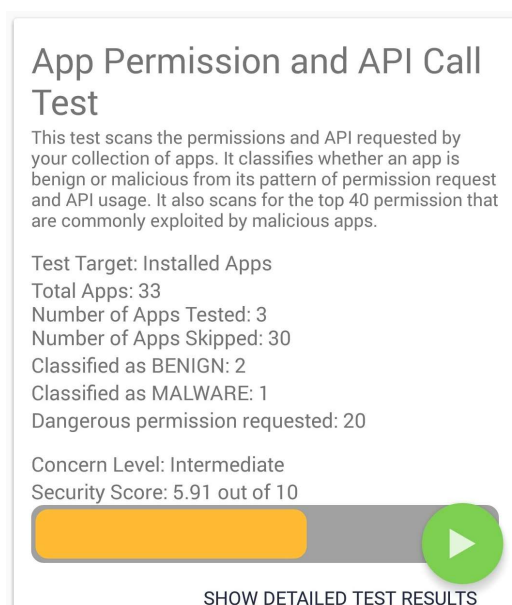 App Permission and API Call
Test
This test scans the permissions and API requested by
your collection of apps. It classifies whether an app is
benign or malicious from its pattern of permission request
and API usage. It also scans for the top 40 permission that
are commonly exploited by malicious apps.
Test Target: Installed Apps
Total Apps: 33
Number of Apps Tested: 3
Number of Apps Skipped: 30
Classified as BENIGN: 2
Classified as MALWARE: 1
Dangerous permission requested: 20
Concern Level: Intermediate
Security Score: 5.91 out of 10
SHOW DETAILED TEST RESULTS